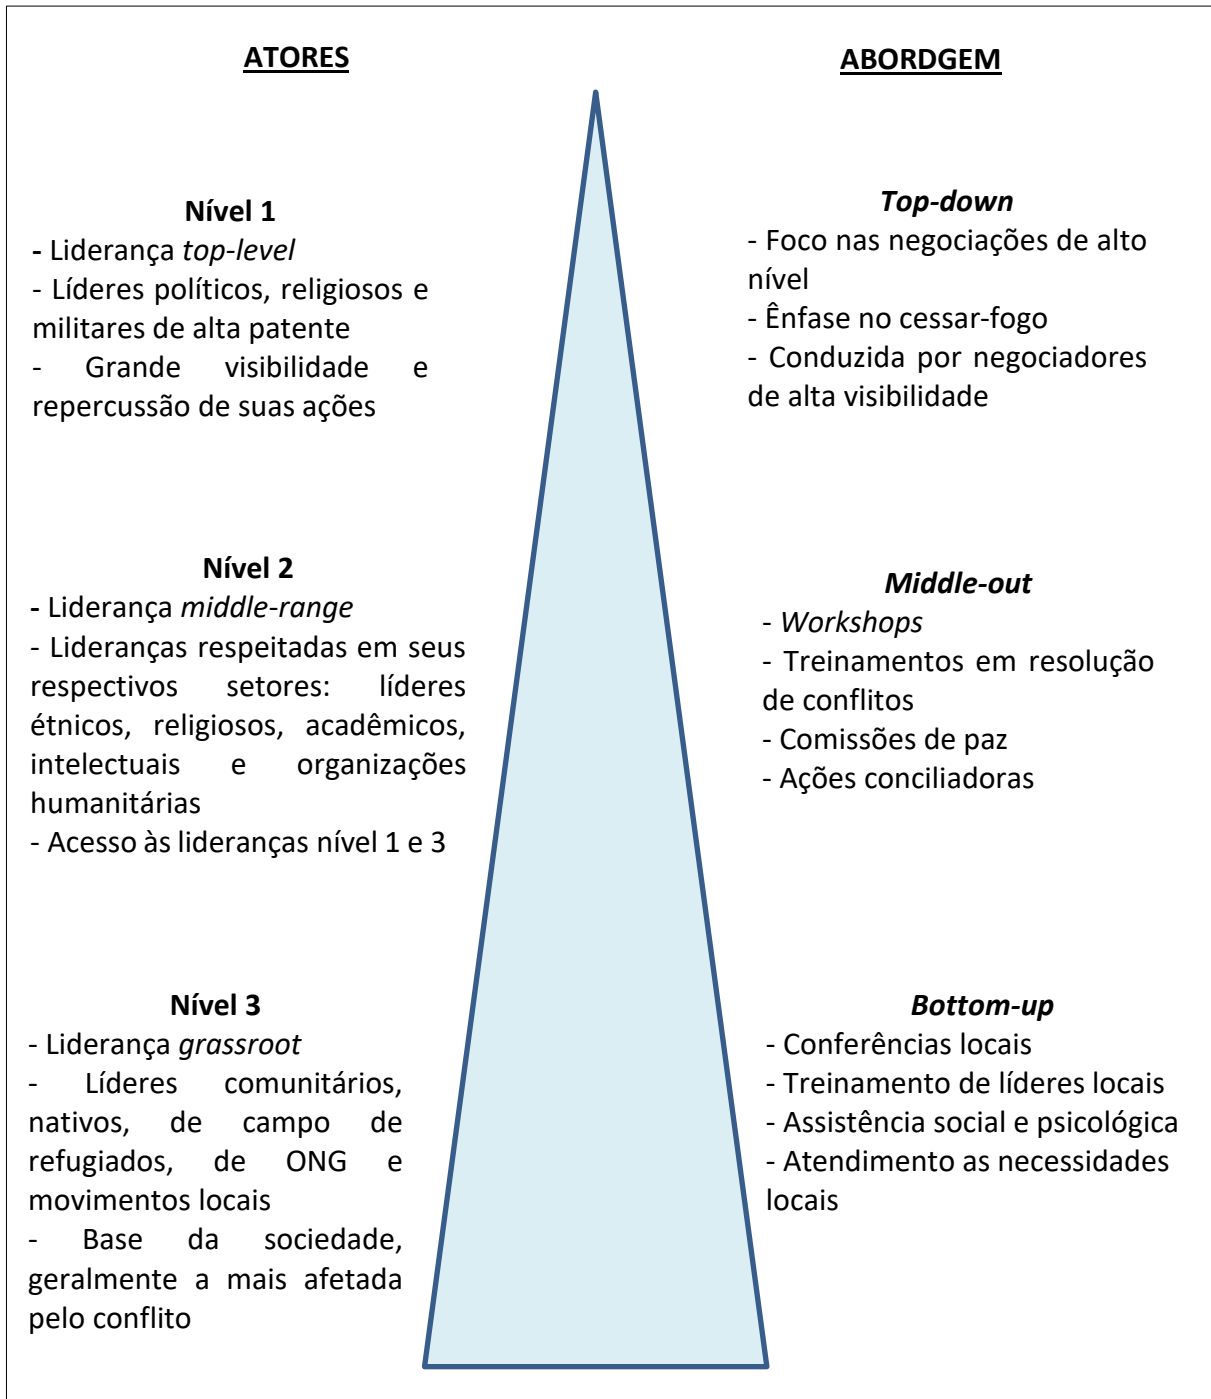 ATORES
ABORDGEM
Nível 1
- Liderança top-level
- Líderes políticos, religiosos e
militares de alta patente
- Grande visibilidade e
repercussão de suas ações
Top-down
- Foco nas negociações de alto
nível
- Ênfase no cessar-fogo
- Conduzida por negociadores
de alta visibilidade
Nível 2
- Liderança middle-range
- Lideranças respeitadas em seus
respectivos setores: líderes
étnicos, religiosos, acadêmicos,
intelectuais e organizações
humanitárias
- Acesso às lideranças nível 1 e 3
Middle-out
- Workshops
- Treinamentos em resolução
de conflitos
- Comissões de paz
- Ações conciliadoras
Nível 3
- Liderança grassroot
- Líderes comunitários,
nativos, de campo de
refugiados, de ONG e
movimentos locais
- Base da sociedade,
geralmente a mais afetada
pelo conflito
Bottom-up
- Conferências locais
- Treinamento de líderes locais
- Assistência social e psicológica
- Atendimento as necessidades
locais